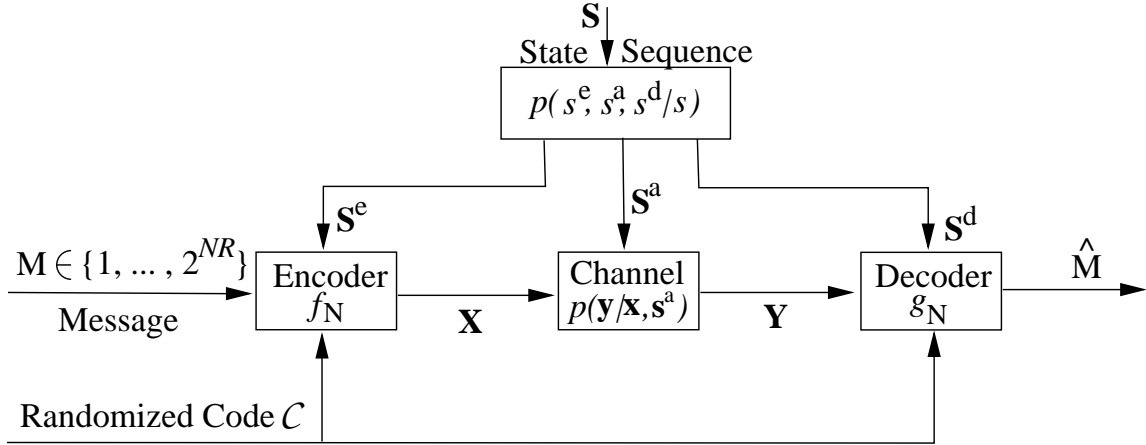 S
State Sequence
p(s^e, s^a, s^d/s)
S^e
S^a
S^d
M ∈ {1, ... , 2^{NR}}
Message
Encoder
f_N
X
Channel
p(y/x,s^a)
Y
Decoder
g_N
M̂
Randomized Code 𝒞